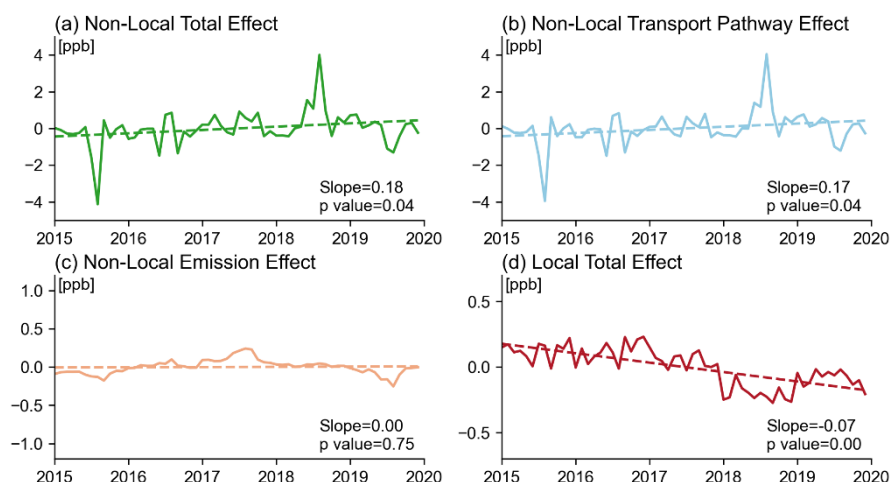 (a) Non-Local Total Effect
[ppb]
4
2
0
−2
−4
Slope=0.18
p value=0.04
2015 2016 2017 2018 2019 2020
(b) Non-Local Transport Pathway Effect
[ppb]
4
2
0
−2
−4
Slope=0.17
p value=0.04
2015 2016 2017 2018 2019 2020
(c) Non-Local Emission Effect
[ppb]
1.0
0.5
0.0
−0.5
−1.0
Slope=0.00
p value=0.75
2015 2016 2017 2018 2019 2020
(d) Local Total Effect
[ppb]
0.5
0.0
−0.5
Slope=-0.07
p value=0.00
2015 2016 2017 2018 2019 2020